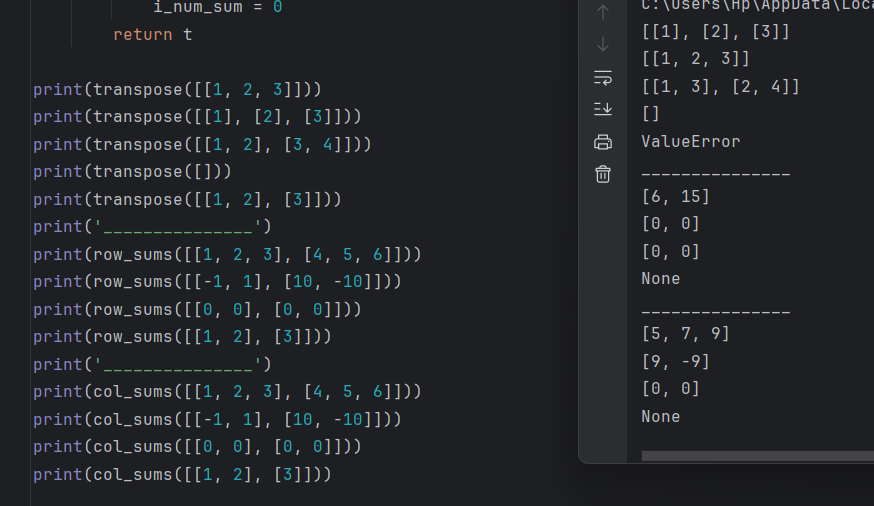 i_num_sum = 0
return t
print(transpose([[1, 2, 3]]))
print(transpose([[1], [2], [3]]))
print(transpose([[1, 2], [3, 4]]))
print(transpose([]))
print(transpose([[1, 2], [3]]))
print('_______________')
print(row_sums([[1, 2, 3], [4, 5, 6]]))
print(row_sums([[-1, 1], [10, -10]]))
print(row_sums([[0, 0], [0, 0]]))
print(row_sums([[1, 2], [3]]))
print('_______________')
print(col_sums([[1, 2, 3], [4, 5, 6]]))
print(col_sums([[-1, 1], [10, -10]]))
print(col_sums([[0, 0], [0, 0]]))
print(col_sums([[1, 2], [3]]))
C:\Users\Hp\AppData\Loca
[[1], [2], [3]]
[[1, 2, 3]]
[[1, 3], [2, 4]]
[]
ValueError
_______________
[6, 15]
[0, 0]
[0, 0]
None
_______________
[5, 7, 9]
[9, -9]
[0, 0]
None